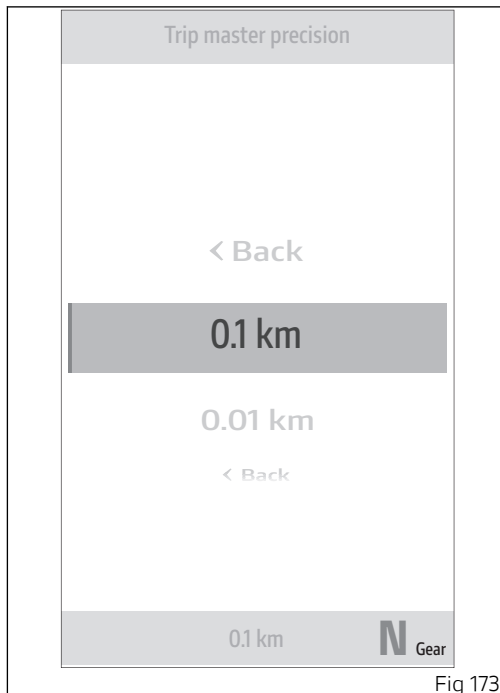 Trip master precision
< Back
0.1 km
0.01 km
< Back
0.1 km N Gear
Fig 173